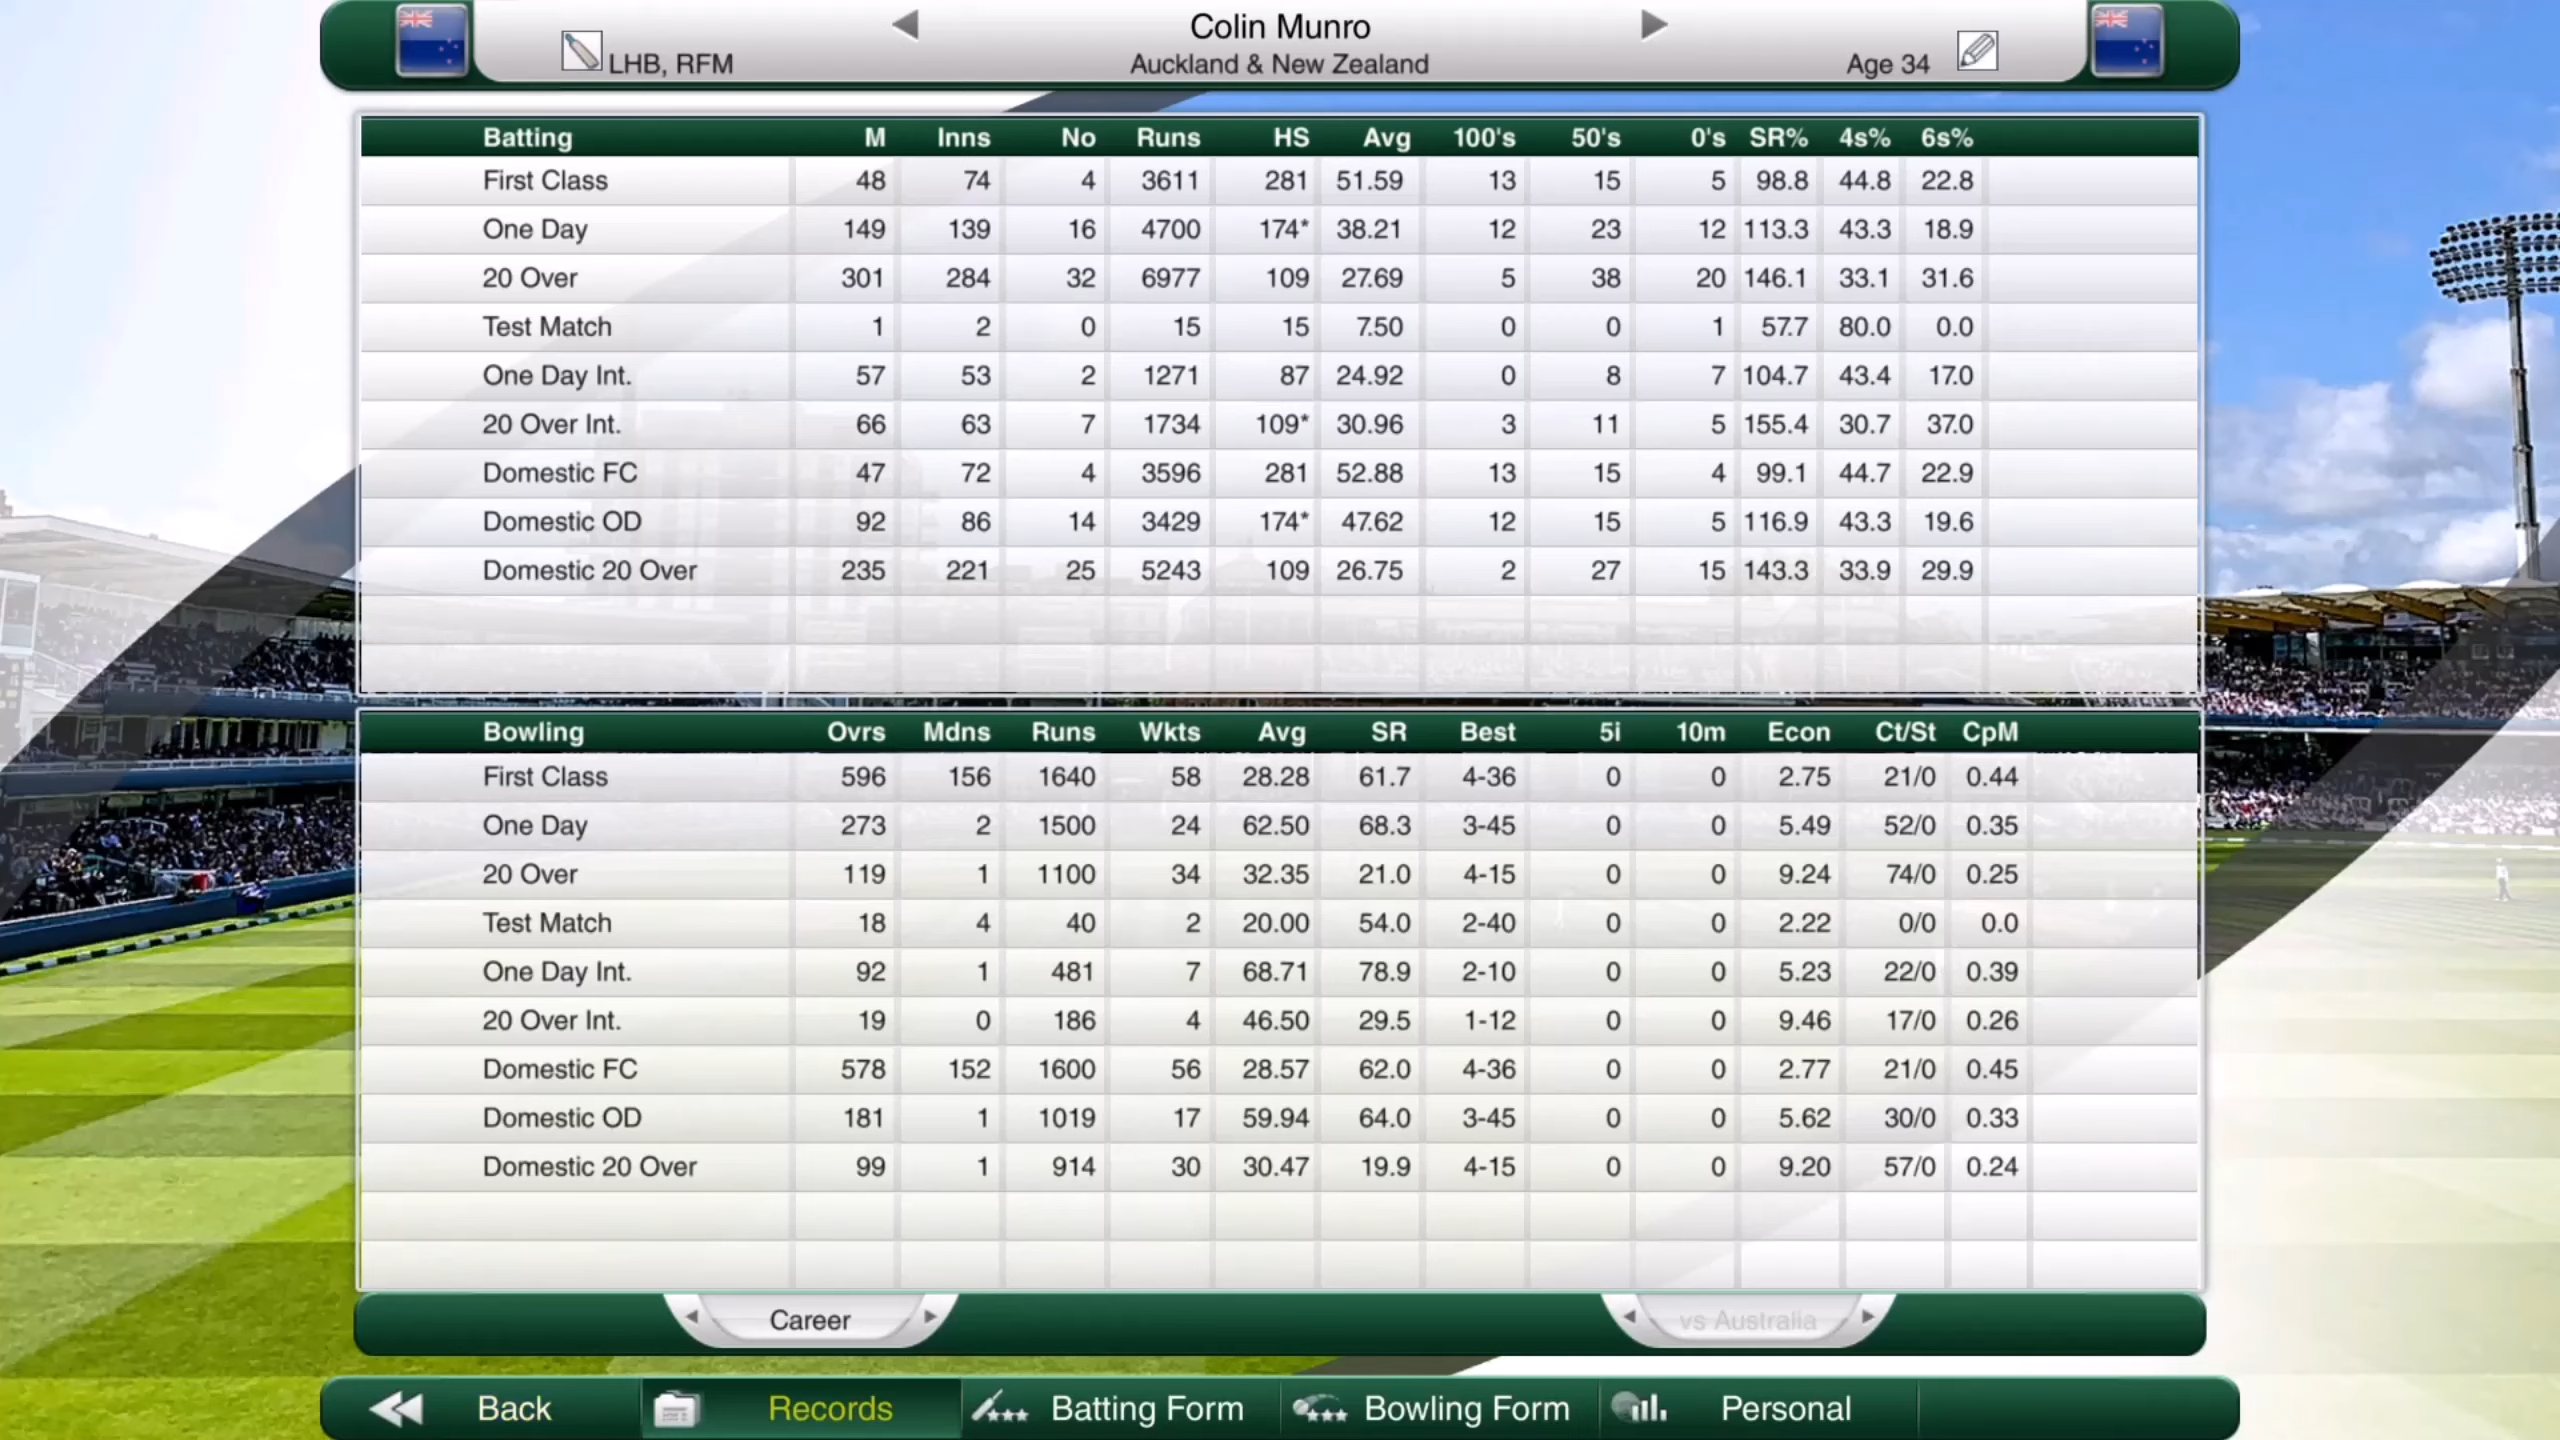 Colin Munro
LHB, RFM
Auckland & New Zealand
Age 34
Batting M Inns No Runs HS Avg 100's 50's 0's SR% 4s% 6s%
First Class 48 74 4 3611 281 51.59 13 15 5 98.8 44.8 22.8
One Day 149 139 16 4700 174* 38.21 12 23 12 113.3 43.3 18.9
20 Over 301 284 32 6977 109 27.69 5 38 20 146.1 33.1 31.6
Test Match 1 2 0 15 15 7.50 0 0 1 57.7 80.0 0.0
One Day Int. 57 53 2 1271 87 24.92 0 8 7 104.7 43.4 17.0
20 Over Int. 66 63 7 1734 109* 30.96 3 11 5 155.4 30.7 37.0
Domestic FC 47 72 4 3596 281 52.88 13 15 4 99.1 44.7 22.9
Domestic OD 92 86 14 3429 174* 47.62 12 15 5 116.9 43.3 19.6
Domestic 20 Over 235 221 25 5243 109 26.75 2 27 15 143.3 33.9 29.9
Bowling Ovrs Mdns Runs Wkts Avg SR Best 5i 10m Econ Ct/St CpM
First Class 596 156 1640 58 28.28 61.7 4-36 0 0 2.75 21/0 0.44
One Day 273 2 1500 24 62.50 68.3 3-45 0 0 5.49 52/0 0.35
20 Over 119 1 1100 34 32.35 21.0 4-15 0 0 9.24 74/0 0.25
Test Match 18 4 40 2 20.00 54.0 2-40 0 0 2.22 0/0 0.0
One Day Int. 92 1 481 7 68.71 78.9 2-10 0 0 5.23 22/0 0.39
20 Over Int. 19 0 186 4 46.50 29.5 1-12 0 0 9.46 17/0 0.26
Domestic FC 578 152 1600 56 28.57 62.0 4-36 0 0 2.77 21/0 0.45
Domestic OD 181 1 1019 17 59.94 64.0 3-45 0 0 5.62 30/0 0.33
Domestic 20 Over 99 1 914 30 30.47 19.9 4-15 0 0 9.20 57/0 0.24
Career
vs Australia
Back Records Batting Form Bowling Form Personal